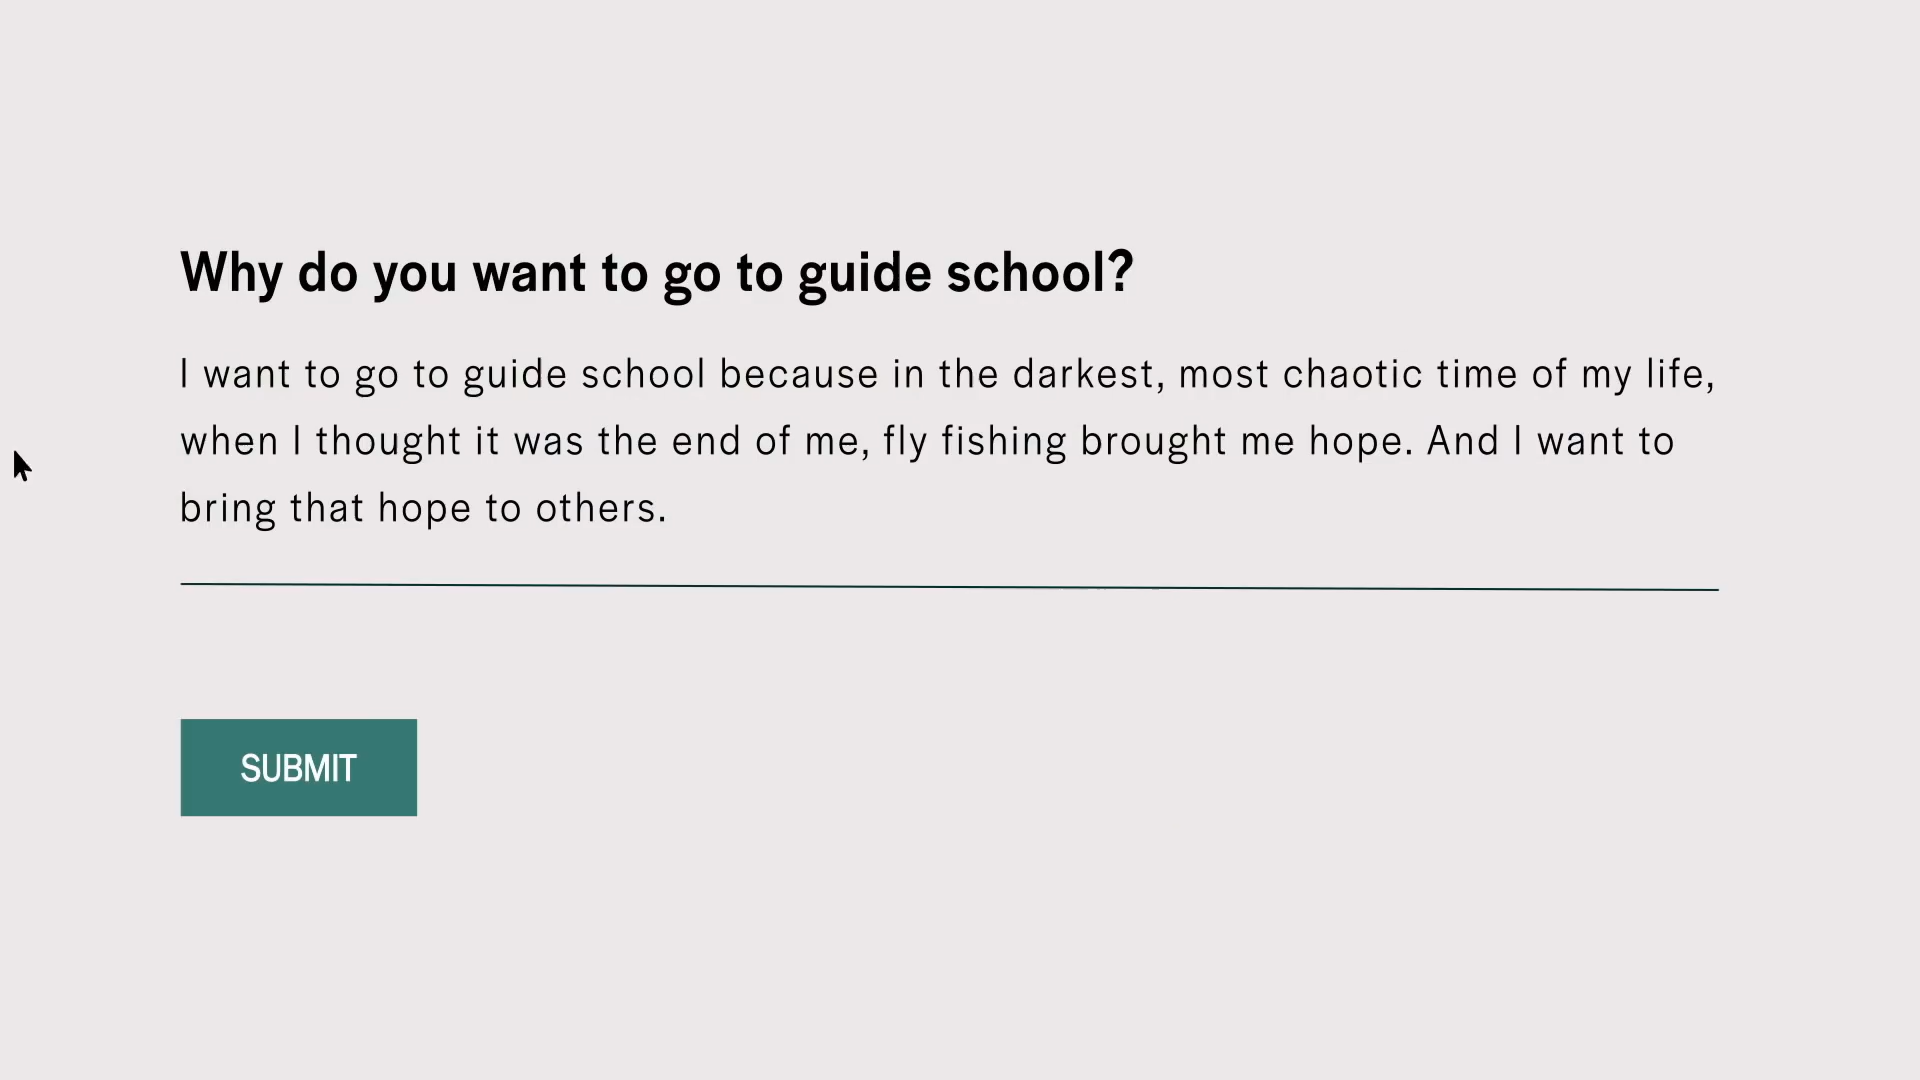 Why do you want to go to guide school?
I want to go to guide school because in the darkest, most chaotic time of my life,
when I thought it was the end of me, fly fishing brought me hope. And I want to
bring that hope to others.
SUBMIT